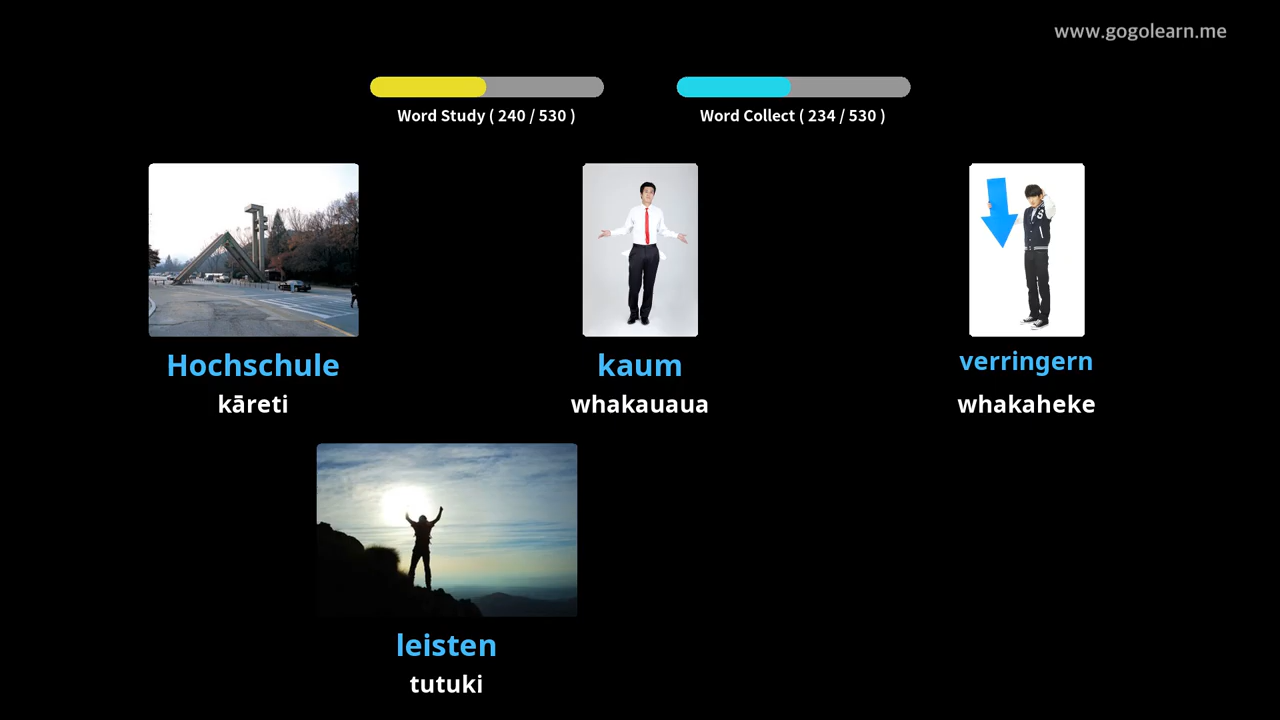 www.gogolearn.me
Word Study ( 240 / 530 )
Word Collect ( 234 / 530 )
Hochschule
kāreti
kaum
whakauaua
verringern
whakaheke
leisten
tutuki